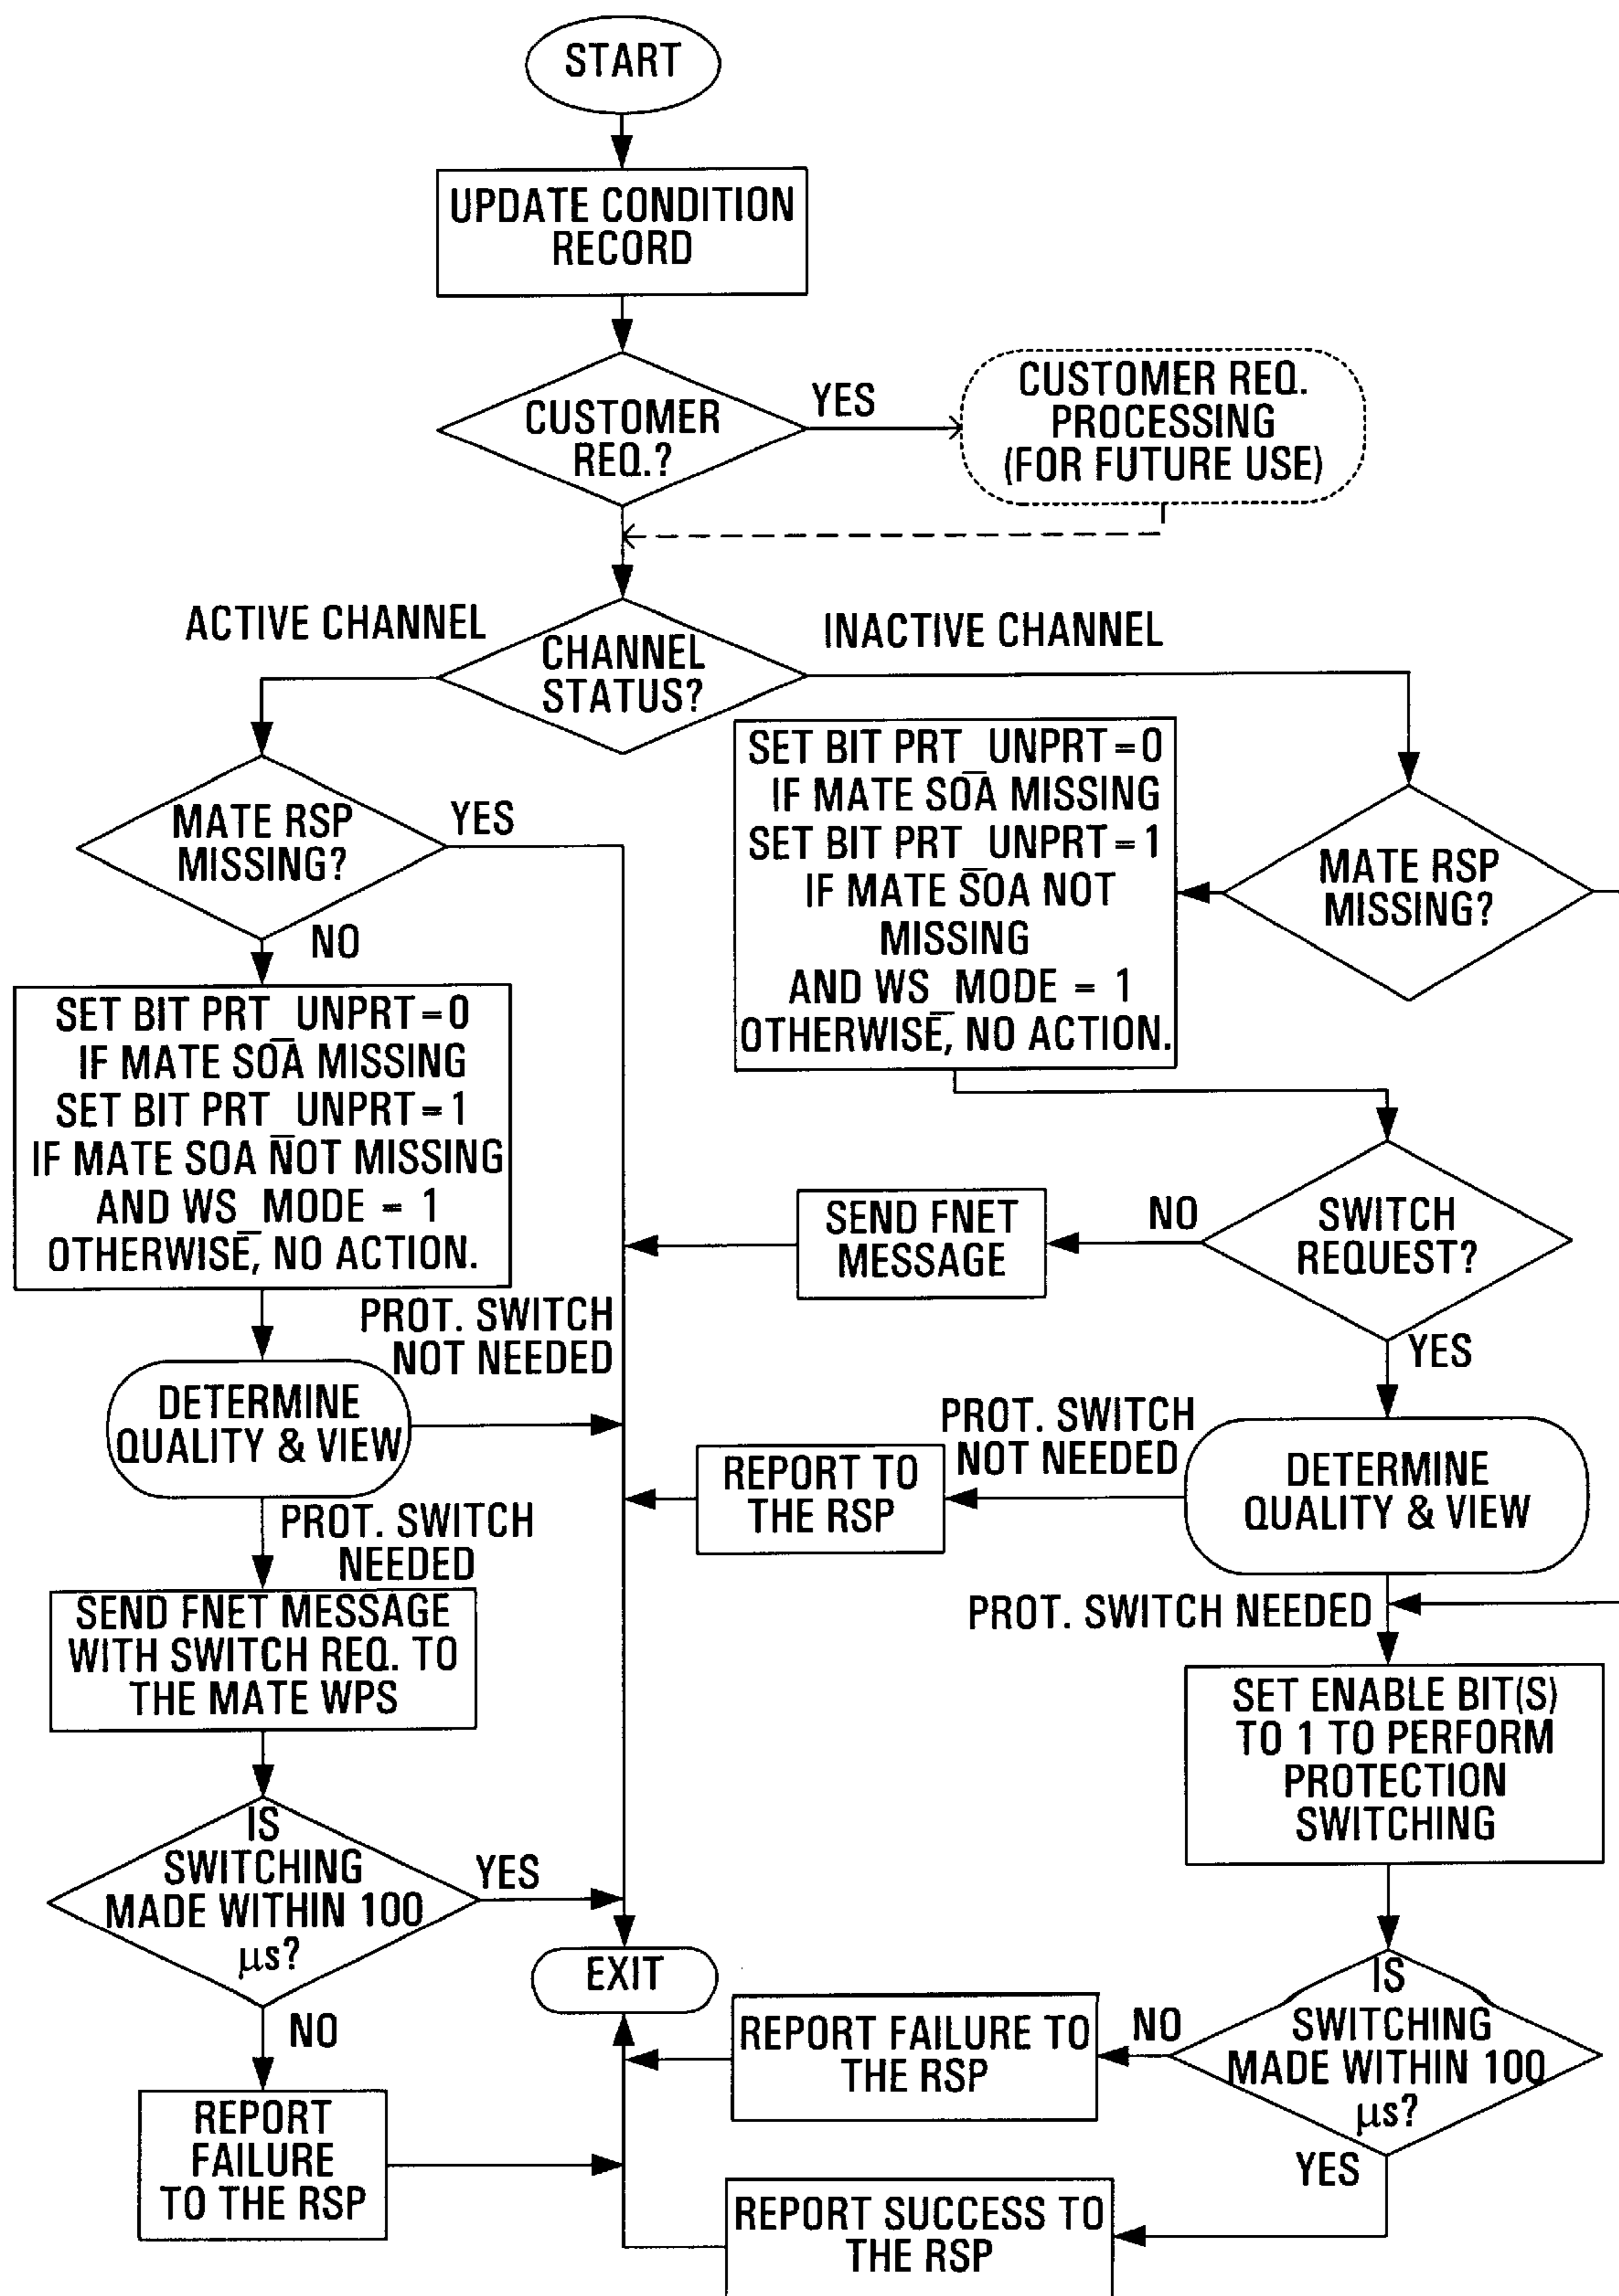 START
UPDATE CONDITION
RECORD
CUSTOMER
REQ.?
YES
CUSTOMER REQ.
PROCESSING
(FOR FUTURE USE)
ACTIVE CHANNEL
CHANNEL
STATUS?
INACTIVE CHANNEL
MATE RSP
MISSING?
YES
NO
SET BIT PRT_UNPRT=0
IF MATE SOA MISSING
SET BIT PRT_UNPRT=1
IF MATE SOA NOT MISSING
AND WS_MODE = 1
OTHERWISE, NO ACTION.
SET BIT PRT_UNPRT=0
IF MATE SOA MISSING
SET BIT PRT_UNPRT=1
IF MATE SOA NOT
MISSING
AND WS_MODE = 1
OTHERWISE, NO ACTION.
MATE RSP
MISSING?
SWITCH
REQUEST?
NO
SEND FNET
MESSAGE
YES
PROT. SWITCH
NOT NEEDED
DETERMINE
QUALITY & VIEW
PROT. SWITCH
NEEDED
DETERMINE
QUALITY & VIEW
PROT. SWITCH
NOT NEEDED
REPORT TO
THE RSP
PROT. SWITCH NEEDED
SEND FNET MESSAGE
WITH SWITCH REQ. TO
THE MATE WPS
SET ENABLE BIT(S)
TO 1 TO PERFORM
PROTECTION
SWITCHING
IS
SWITCHING
MADE WITHIN 100
µs?
YES
NO
EXIT
IS
SWITCHING
MADE WITHIN 100
µs?
NO
REPORT FAILURE TO
THE RSP
YES
REPORT
FAILURE
TO THE RSP
REPORT SUCCESS TO
THE RSP